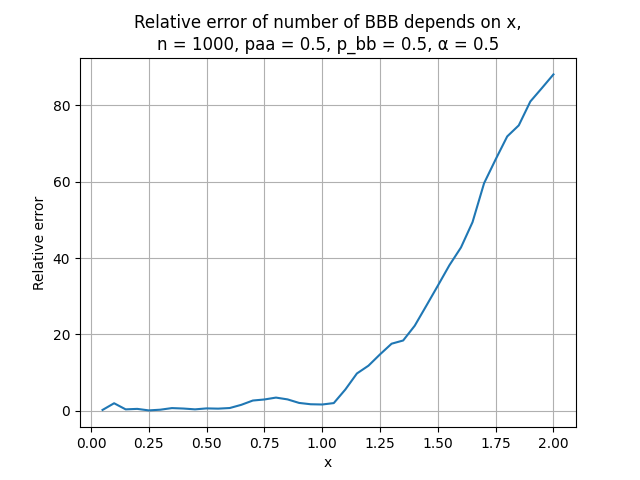 Relative error of number of BBB depends on x,
n = 1000, paa = 0.5, p_bb = 0.5, α = 0.5
80
60
40
20
0
Relative error
0.00 0.25 0.50 0.75 1.00 1.25 1.50 1.75 2.00
x